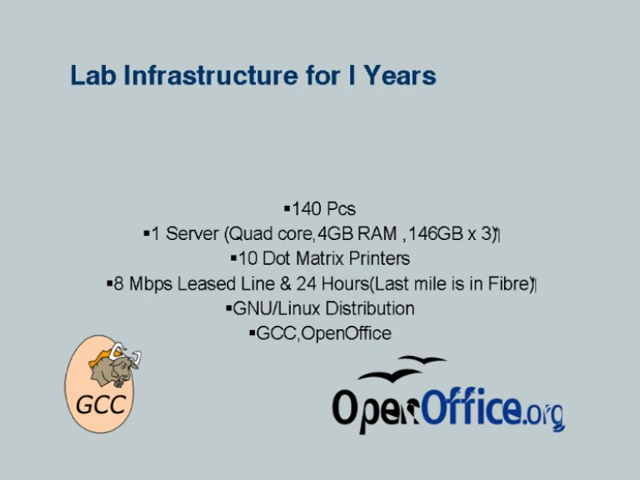 Lab Infrastructure for I Years
▪140 Pcs
▪1 Server (Quad core,4GB RAM ,146GB x 3)
▪10 Dot Matrix Printers
▪8 Mbps Leased Line & 24 Hours(Last mile is in Fibre)
▪GNU/Linux Distribution
▪GCC,OpenOffice
GCC
OpenOffice.org